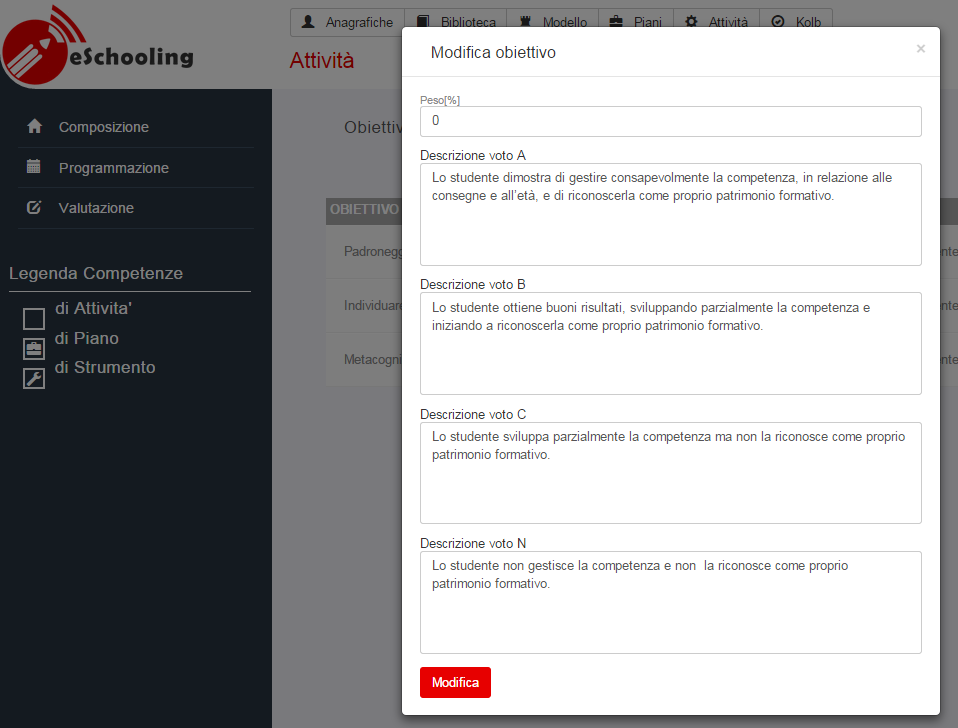 eSchooling
Anagrafiche Biblioteca Modello Piani Attività Kolb
Attività
Composizione
Programmazione
Valutazione
Legenda Competenze
di Attivita'
di Piano
di Strumento
Obiettiv
OBIETTIVO
Padronegg
Individuare
Metacogni
nte
nte
nte
Modifica obiettivo ×
Peso[%]
0
Descrizione voto A
Lo studente dimostra di gestire consapevolmente la competenza, in relazione alle
consegne e all'età, e di riconoscerla come proprio patrimonio formativo.
Descrizione voto B
Lo studente ottiene buoni risultati, sviluppando parzialmente la competenza e
iniziando a riconoscerla come proprio patrimonio formativo.
Descrizione voto C
Lo studente sviluppa parzialmente la competenza ma non la riconosce come proprio
patrimonio formativo.
Descrizione voto N
Lo studente non gestisce la competenza e non  la riconosce come proprio
patrimonio formativo.
Modifica